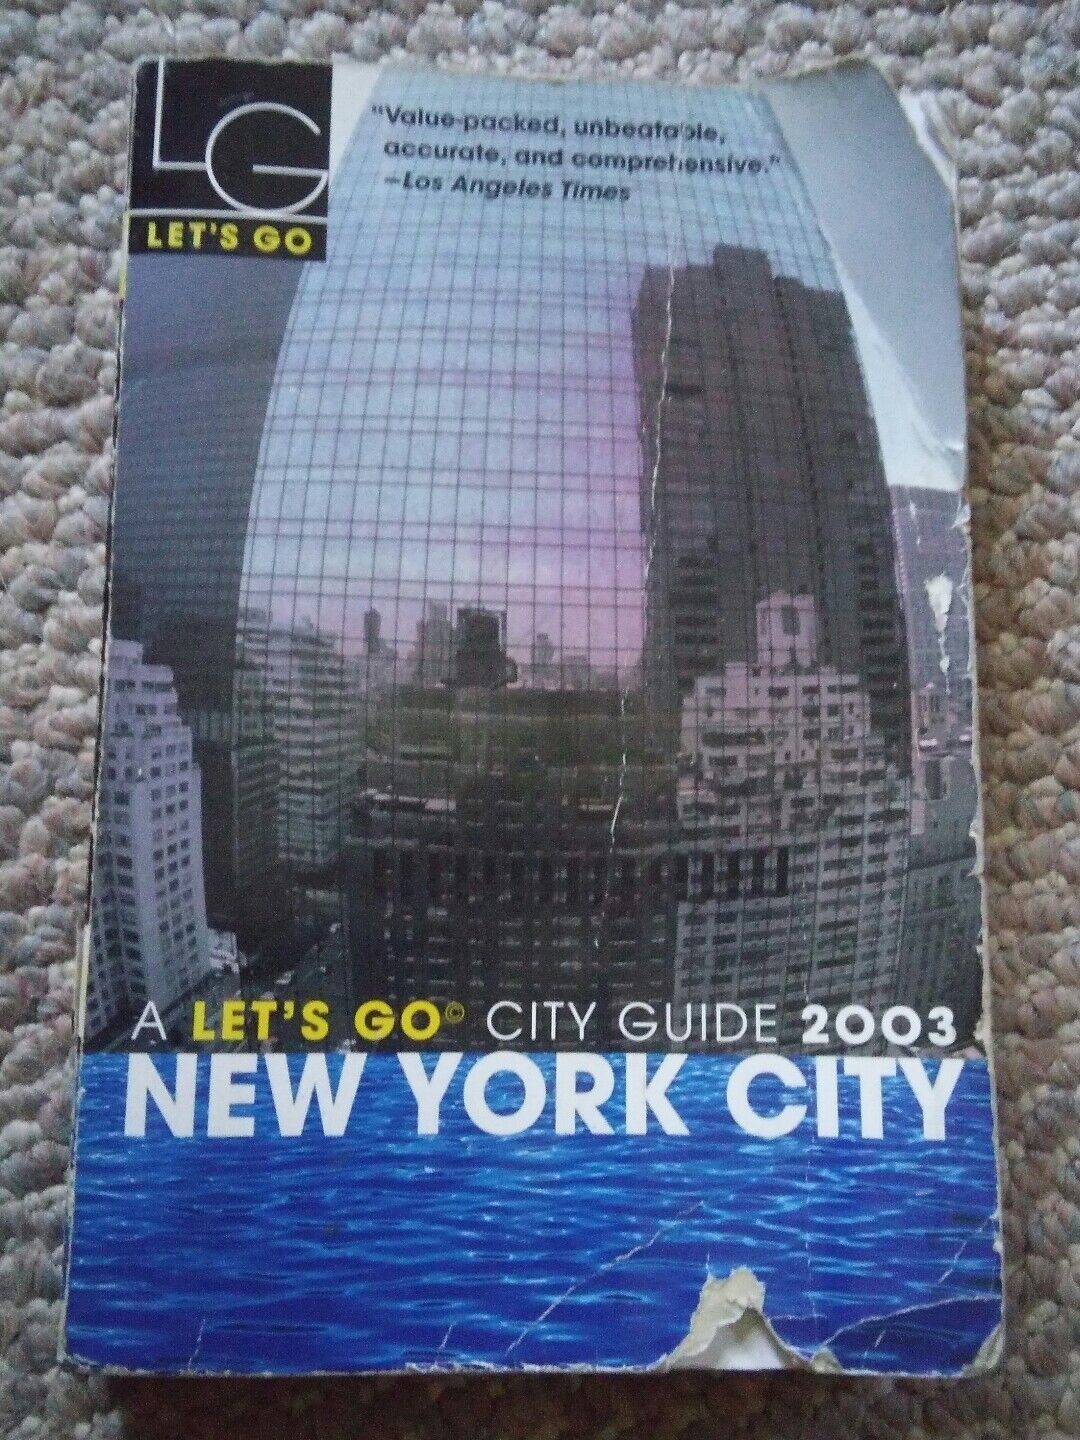 LG
LET'S GO
"Value-packed, unbeatable,
accurate, and comprehensive."
–Los Angeles Times
A LET'S GO© CITY GUIDE 2003
NEW YORK CITY